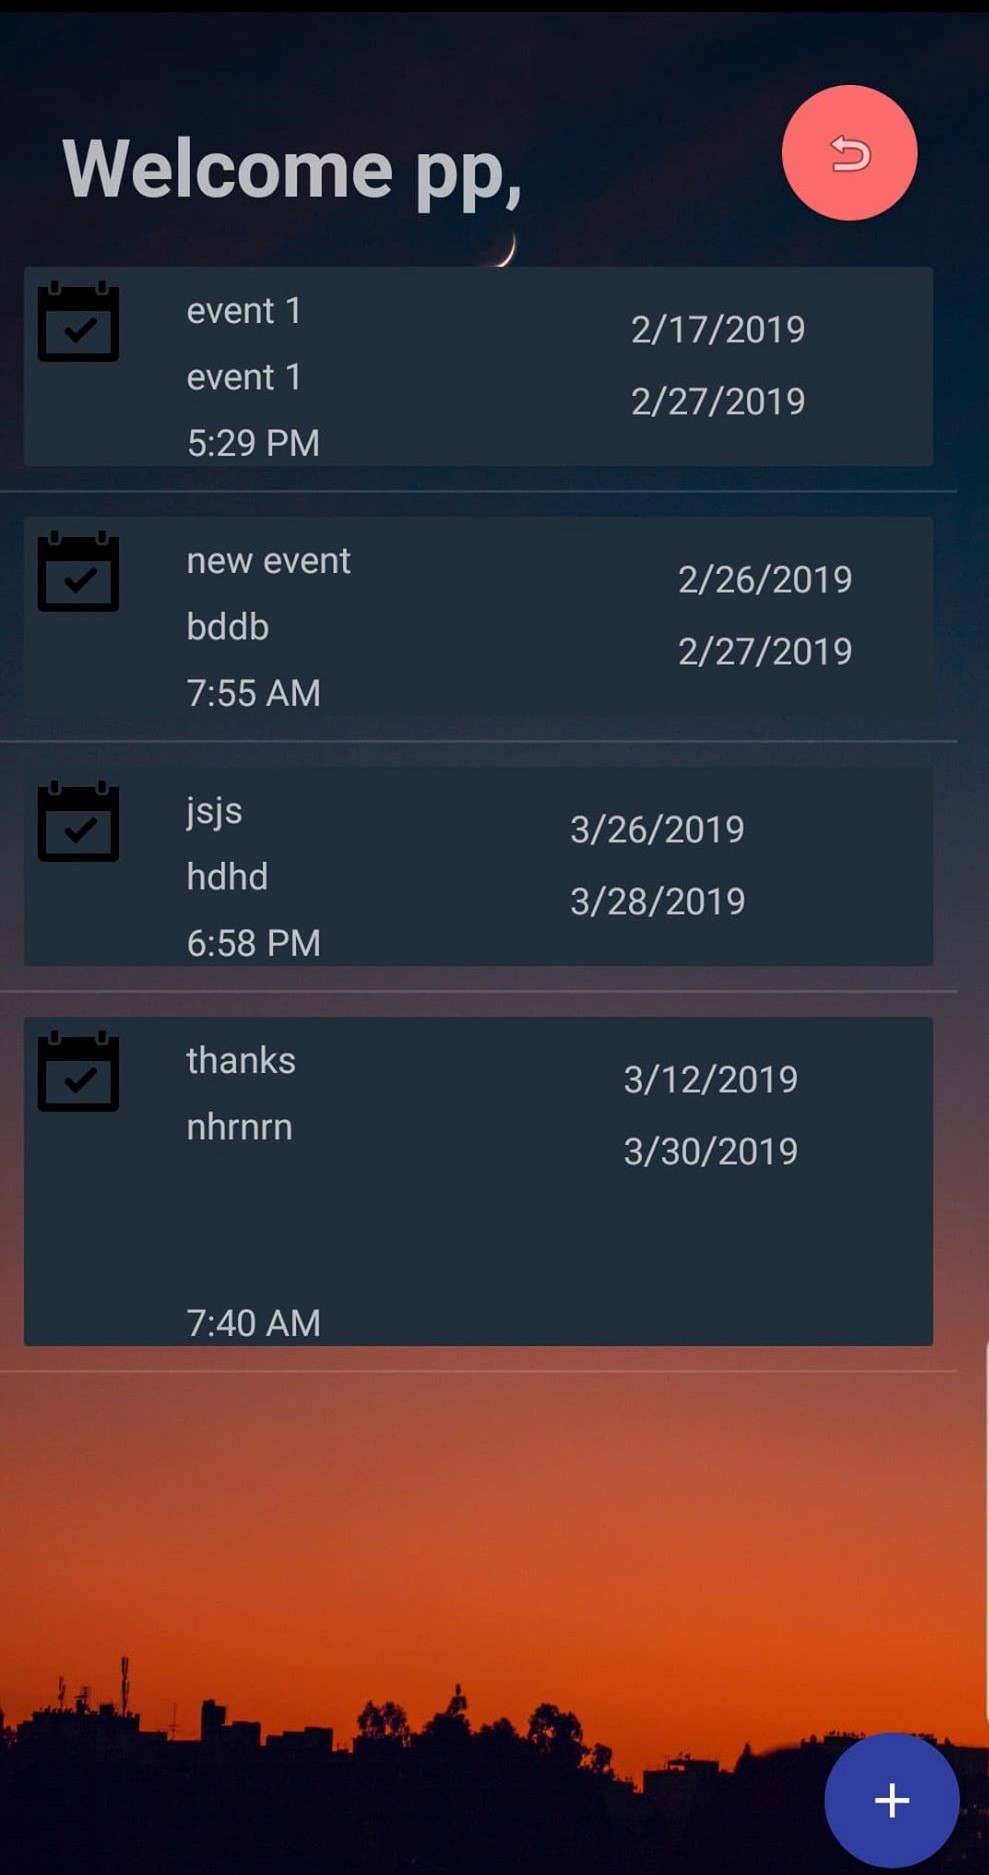 Welcome pp,
event 1
event 1
5:29 PM
2/17/2019
2/27/2019
new event
bddb
7:55 AM
2/26/2019
2/27/2019
jsjs
hdhd
6:58 PM
3/26/2019
3/28/2019
thanks
nhrnrn
7:40 AM
3/12/2019
3/30/2019